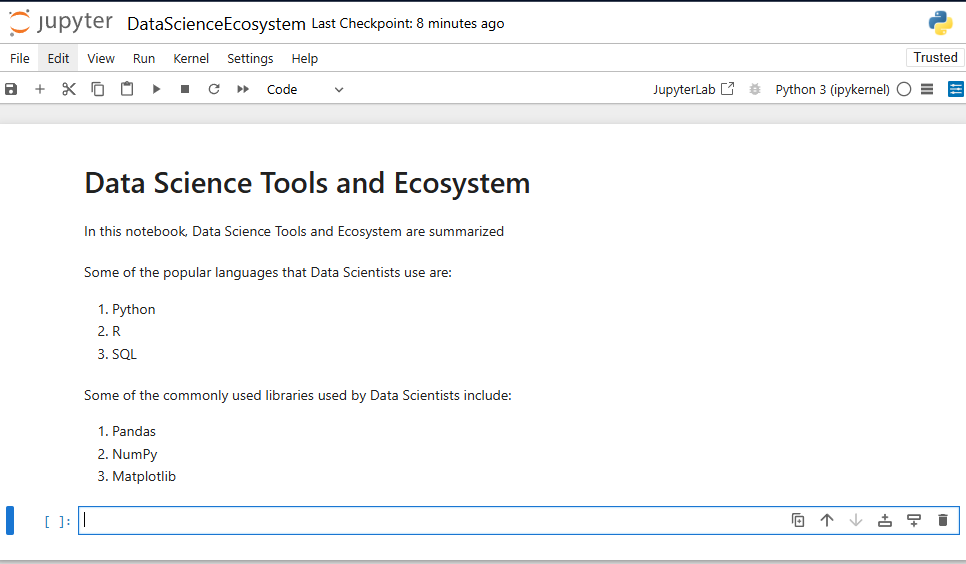 jupyter DataScienceEcosystem Last Checkpoint: 8 minutes ago
File Edit View Run Kernel Settings Help Trusted
Code JupyterLab Python 3 (ipykernel)
Data Science Tools and Ecosystem
In this notebook, Data Science Tools and Ecosystem are summarized
Some of the popular languages that Data Scientists use are:
1. Python
2. R
3. SQL
Some of the commonly used libraries used by Data Scientists include:
1. Pandas
2. NumPy
3. Matplotlib
[ ]: